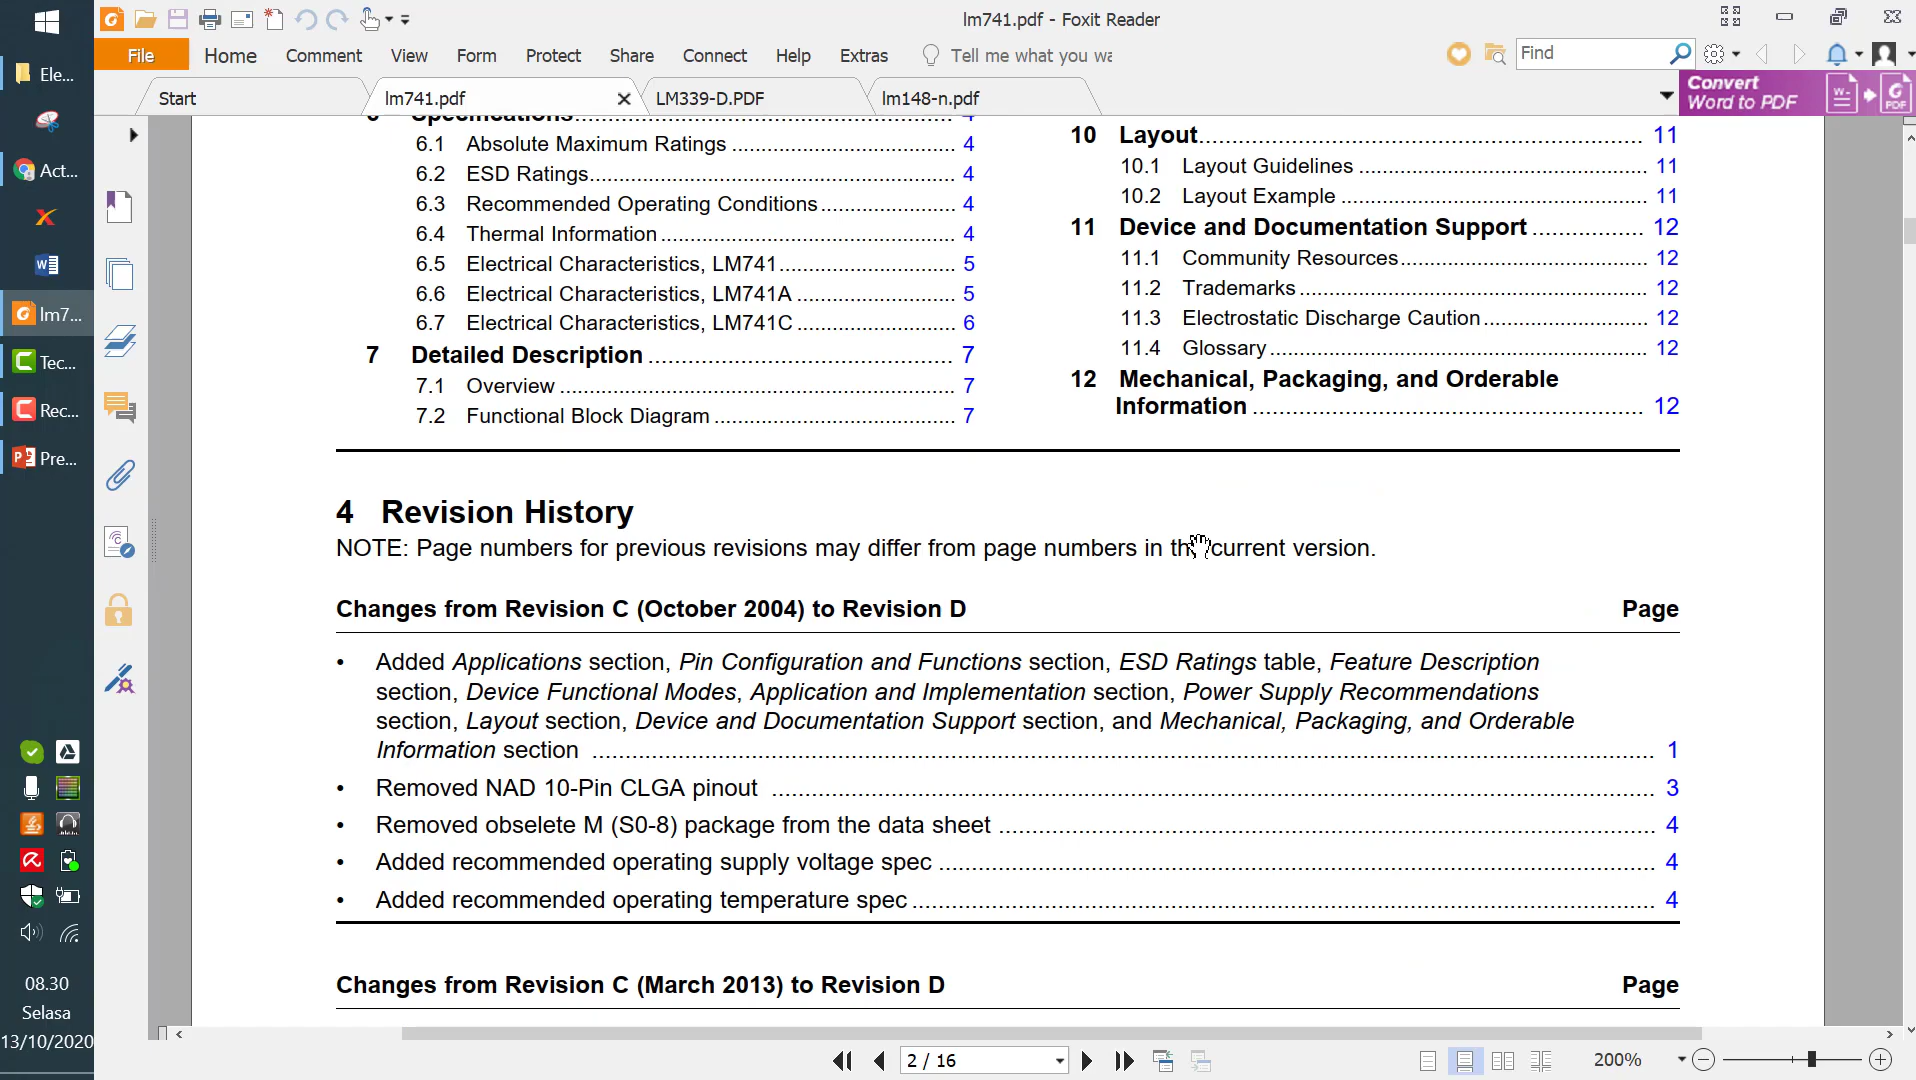 lm741.pdf - Foxit Reader
File
Home
Comment
View
Form
Protect
Share
Connect
Help
Extras
Tell me what you wa
Find
Start
lm741.pdf
LM339-D.PDF
lm148-n.pdf
Convert
Word to PDF
Ele...
Act...
lm7...
Tec...
Rec...
Pre...
Specifications.......... 4
6.1 Absolute Maximum Ratings .......... 4
6.2 ESD Ratings.......... 4
6.3 Recommended Operating Conditions.......... 4
6.4 Thermal Information.......... 4
6.5 Electrical Characteristics, LM741.......... 5
6.6 Electrical Characteristics, LM741A .......... 5
6.7 Electrical Characteristics, LM741C .......... 6
7 Detailed Description .......... 7
7.1 Overview .......... 7
7.2 Functional Block Diagram .......... 7
10 Layout.......... 11
10.1 Layout Guidelines .......... 11
10.2 Layout Example .......... 11
11 Device and Documentation Support .......... 12
11.1 Community Resources.......... 12
11.2 Trademarks.......... 12
11.3 Electrostatic Discharge Caution.......... 12
11.4 Glossary.......... 12
12 Mechanical, Packaging, and Orderable
Information .......... 12
4 Revision History
NOTE: Page numbers for previous revisions may differ from page numbers in the current version.
Changes from Revision C (October 2004) to Revision D Page
• Added Applications section, Pin Configuration and Functions section, ESD Ratings table, Feature Description
section, Device Functional Modes, Application and Implementation section, Power Supply Recommendations
section, Layout section, Device and Documentation Support section, and Mechanical, Packaging, and Orderable
Information section .......... 1
• Removed NAD 10-Pin CLGA pinout .......... 3
• Removed obselete M (S0-8) package from the data sheet .......... 4
• Added recommended operating supply voltage spec .......... 4
• Added recommended operating temperature spec .......... 4
Changes from Revision C (March 2013) to Revision D Page
08.30
Selasa
13/10/2020
2 / 16
200%